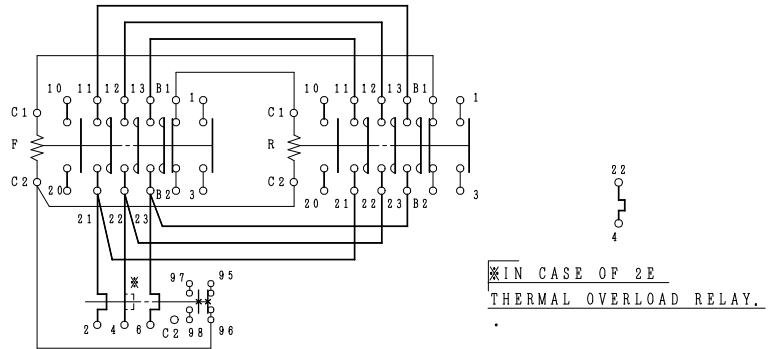 10 11 12 13 B1 1
10 11 12 13 B1 1
C1 C1
F R
C2 C2
20 21 22 23 B2 3
20 21 22 23 B2 3
22
4
※
97 95
2 4 6 C2 98 96
※IN CASE OF 2E
THERMAL OVERLOAD RELAY.
.